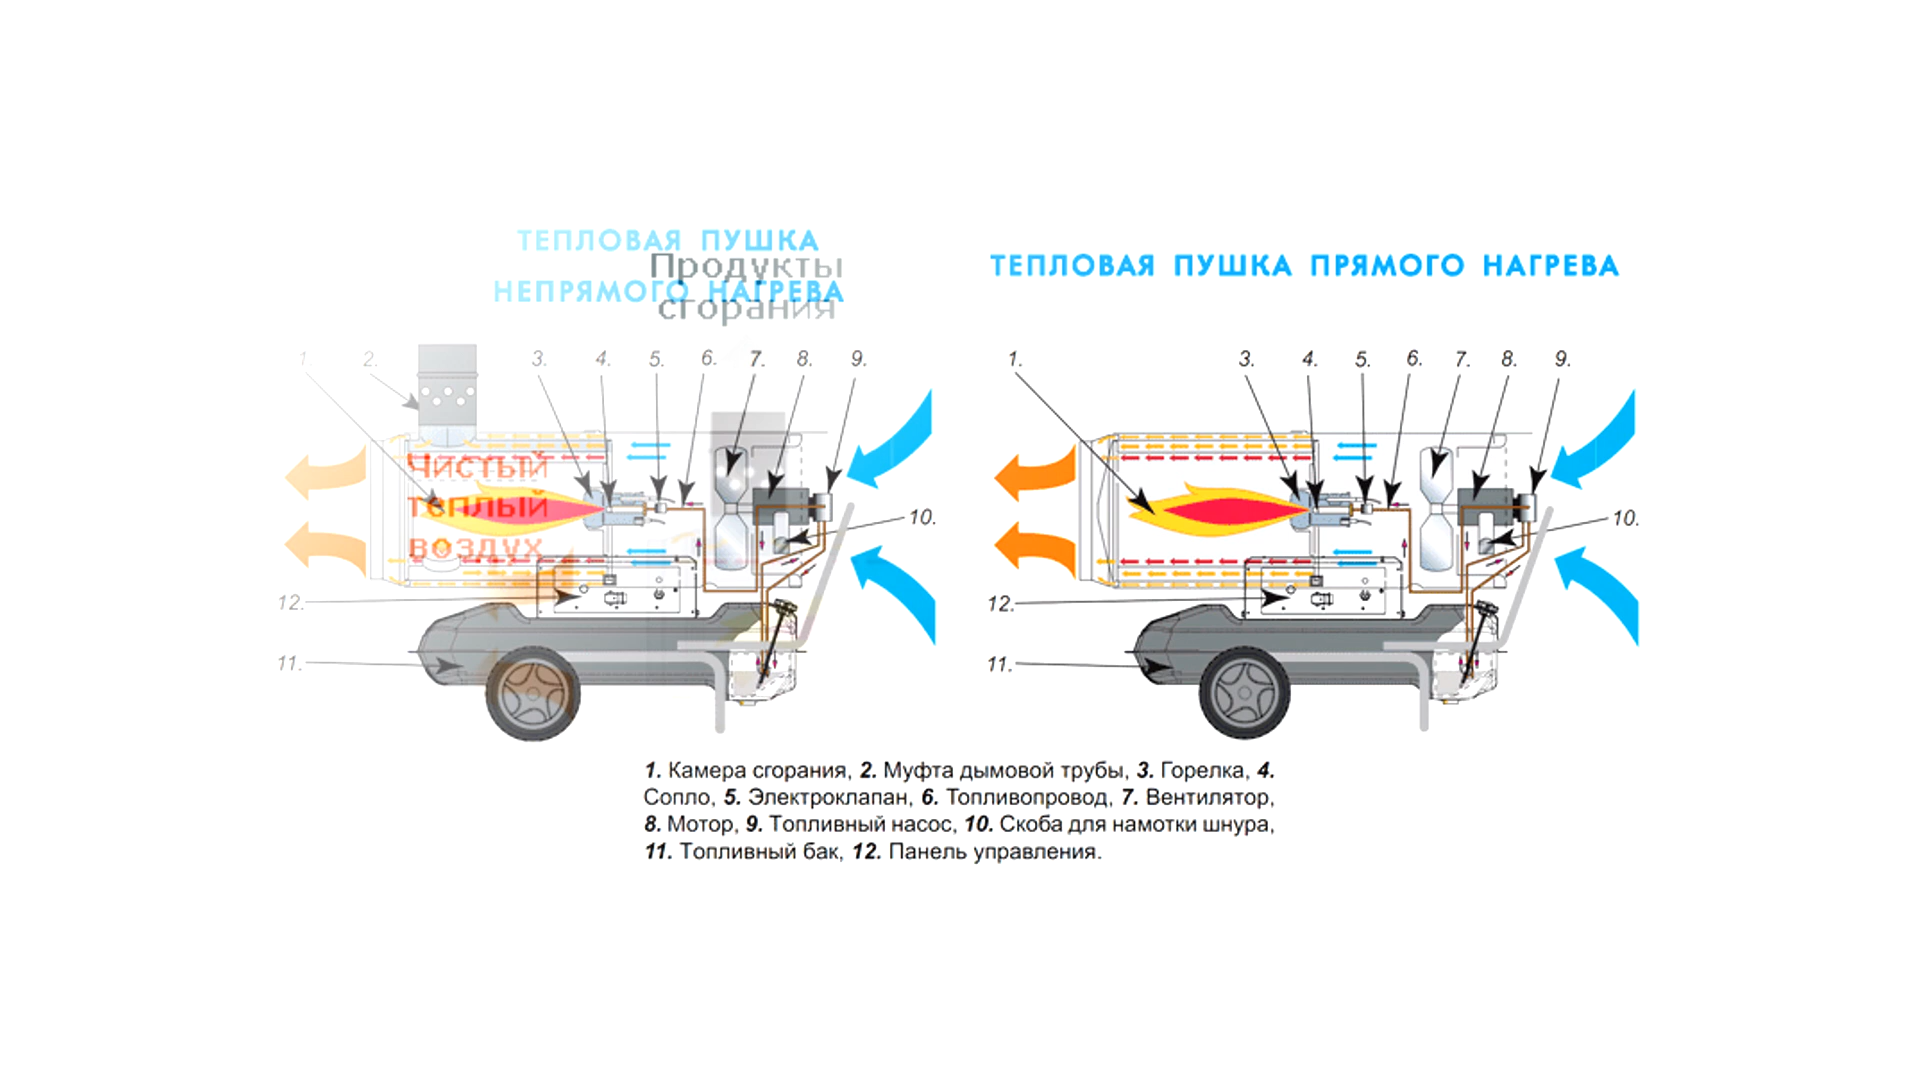 ТЕПЛОВАЯ ПУШКА
НЕПРЯМОГО НАГРЕВА
Продукты
сгорания
ТЕПЛОВАЯ ПУШКА ПРЯМОГО НАГРЕВА
1. 2. 3. 4. 5. 6. 7. 8. 9.
1. 3. 4. 5. 6. 7. 8. 9.
Чистый
теплый
воздух
10.
10.
12.
12.
11.
11.
1. Камера сгорания, 2. Муфта дымовой трубы, 3. Горелка, 4.
Сопло, 5. Электроклапан, 6. Топливопровод, 7. Вентилятор,
8. Мотор, 9. Топливный насос, 10. Скоба для намотки шнура,
11. Топливный бак, 12. Панель управления.